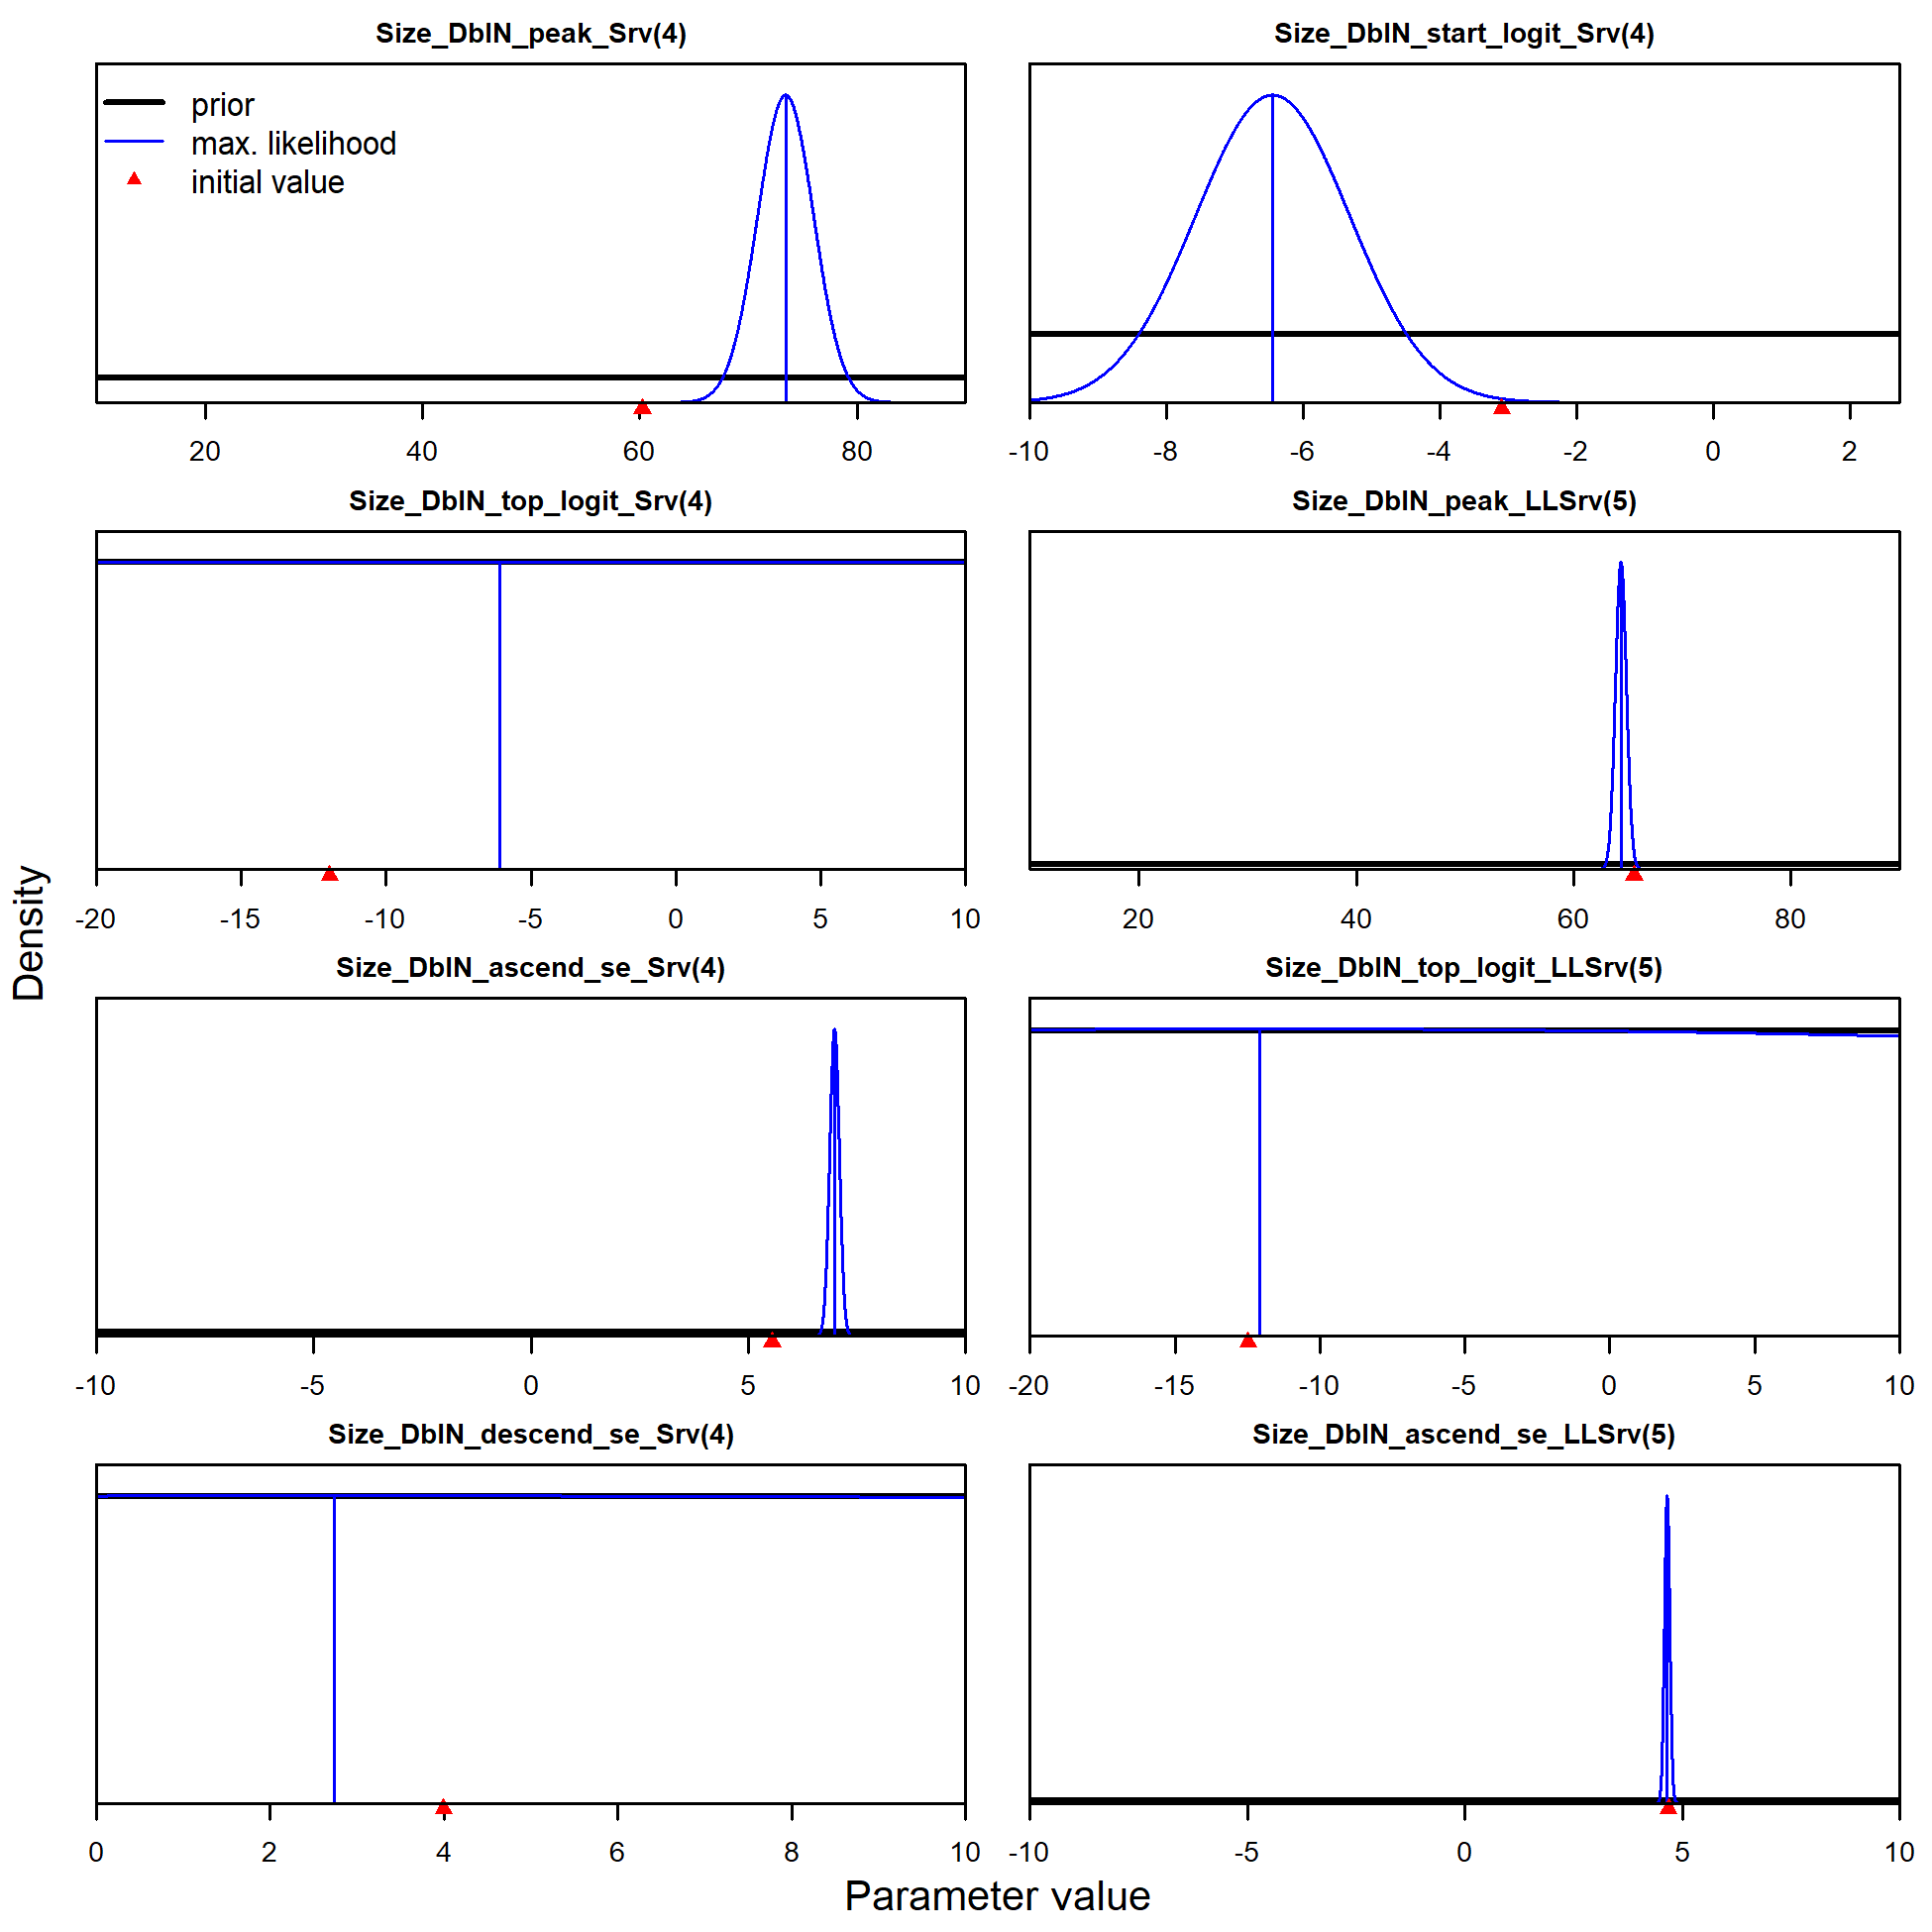 Size_DblN_peak_Srv(4)
Size_DblN_start_logit_Srv(4)
prior
max. likelihood
initial value
20 40 60 80
-10 -8 -6 -4 -2 0 2
Size_DblN_top_logit_Srv(4)
Size_DblN_peak_LLSrv(5)
-20 -15 -10 -5 0 5 10
20 40 60 80
Size_DblN_ascend_se_Srv(4)
Size_DblN_top_logit_LLSrv(5)
-10 -5 0 5 10
-20 -15 -10 -5 0 5 10
Size_DblN_descend_se_Srv(4)
Size_DblN_ascend_se_LLSrv(5)
0 2 4 6 8 10
-10 -5 0 5 10
Density
Parameter value